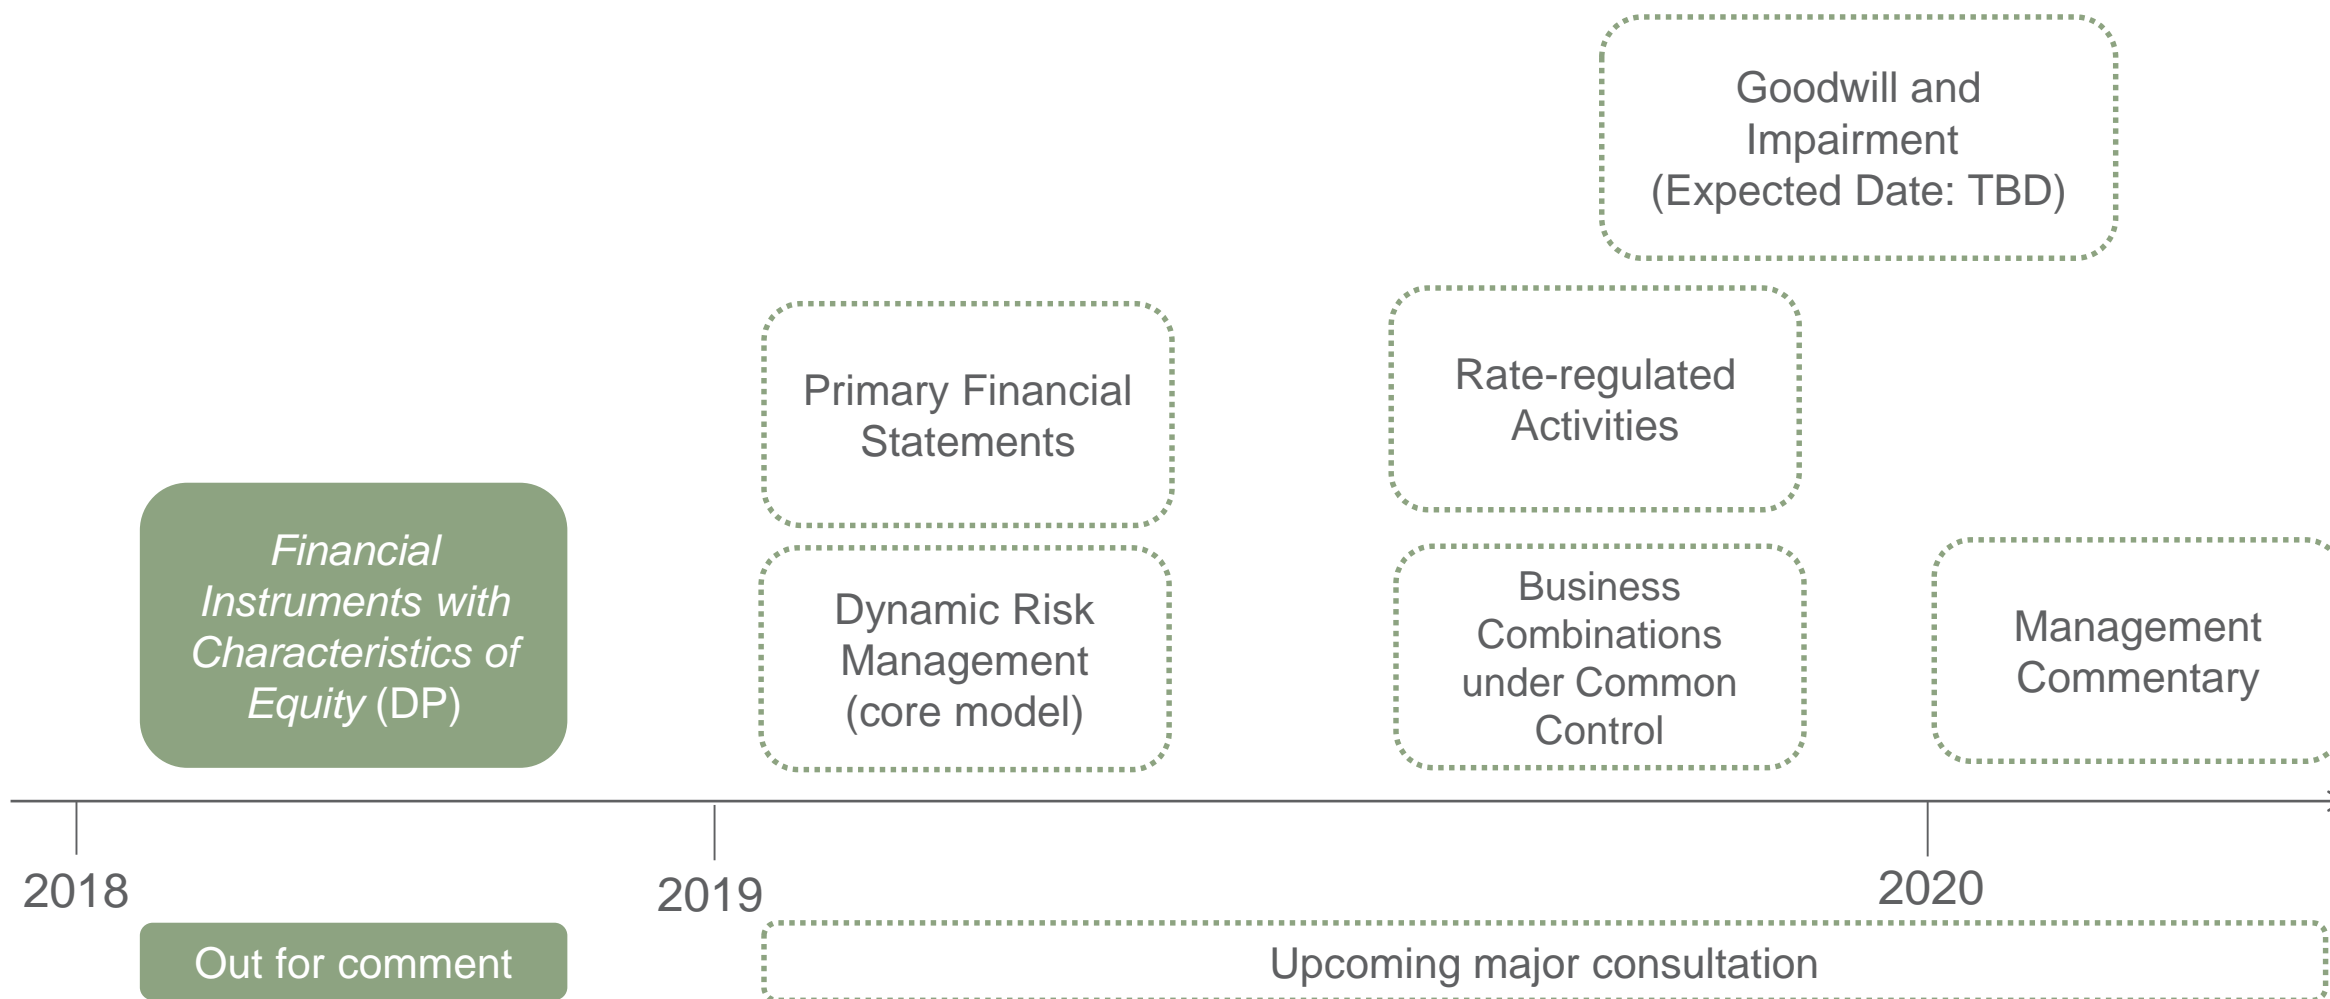 Goodwill and
Impairment
(Expected Date: TBD)
Primary Financial
Statements
Rate-regulated
Activities
Financial
Instruments with
Characteristics of
Equity (DP)
Dynamic Risk
Management
(core model)
Business
Combinations
under Common
Control
Management
Commentary
2018
2019
2020
Out for comment
Upcoming major consultation